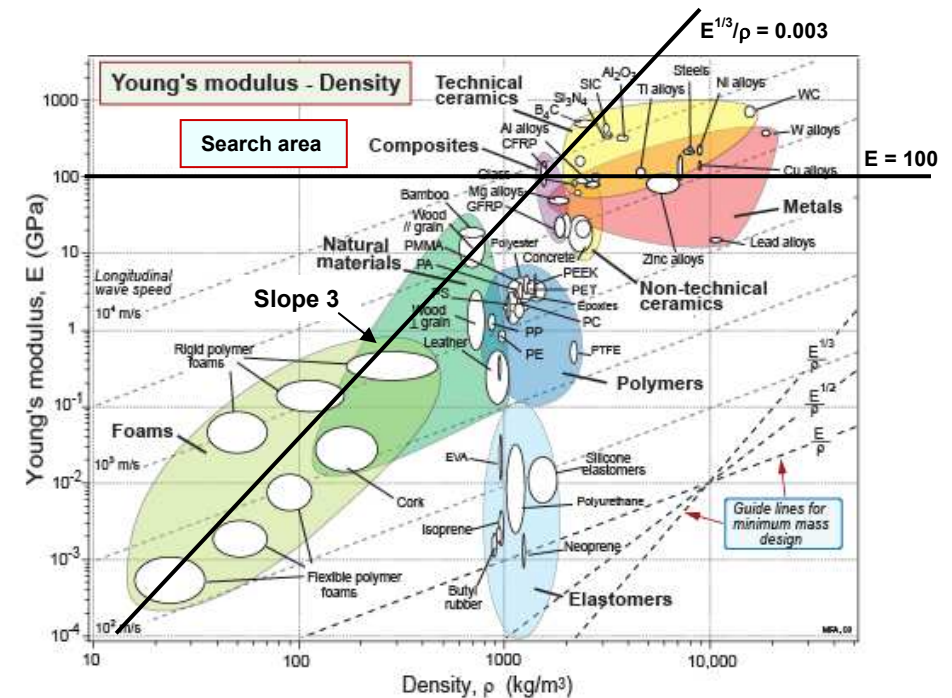 E^1/3/ρ = 0.003
Young's modulus - Density
Search area
Technical
ceramics
Composites
Al₂O₃
SIC
Si₃N₄
B₄C
Al alloys
CFRP
Glass
Mg alloys
GFRP
Steels
Ti alloys
Ni alloys
WC
W alloys
Cu alloys
E = 100
Metals
Lead alloys
Zinc alloys
Non-technical
ceramics
Bamboo
Wood
// grain
PMMA
PA
PS
Wood
⊥ grain
Leather
Natural
materials
Polyester
Concrete
PEEK
PET
Epoxies
PC
PP
PE
PTFE
Polymers
Longitudinal
wave speed
10⁴ m/s
Slope 3
Rigid polymer
foams
Foams
10³ m/s
Cork
Flexible polymer
foams
10² m/s
EVA
Silicone
elastomers
Polyurethane
Isoprene
Neoprene
Butyl
rubber
Elastomers
E^1/3
ρ
E^1/2
ρ
E
ρ
Guide lines for
minimum mass
design
MFA, 09
Young's modulus, E (GPa)
1000
100
10
1
10⁻¹
10⁻²
10⁻³
10⁻⁴
10
100
1000
10,000
Density, ρ (kg/m³)